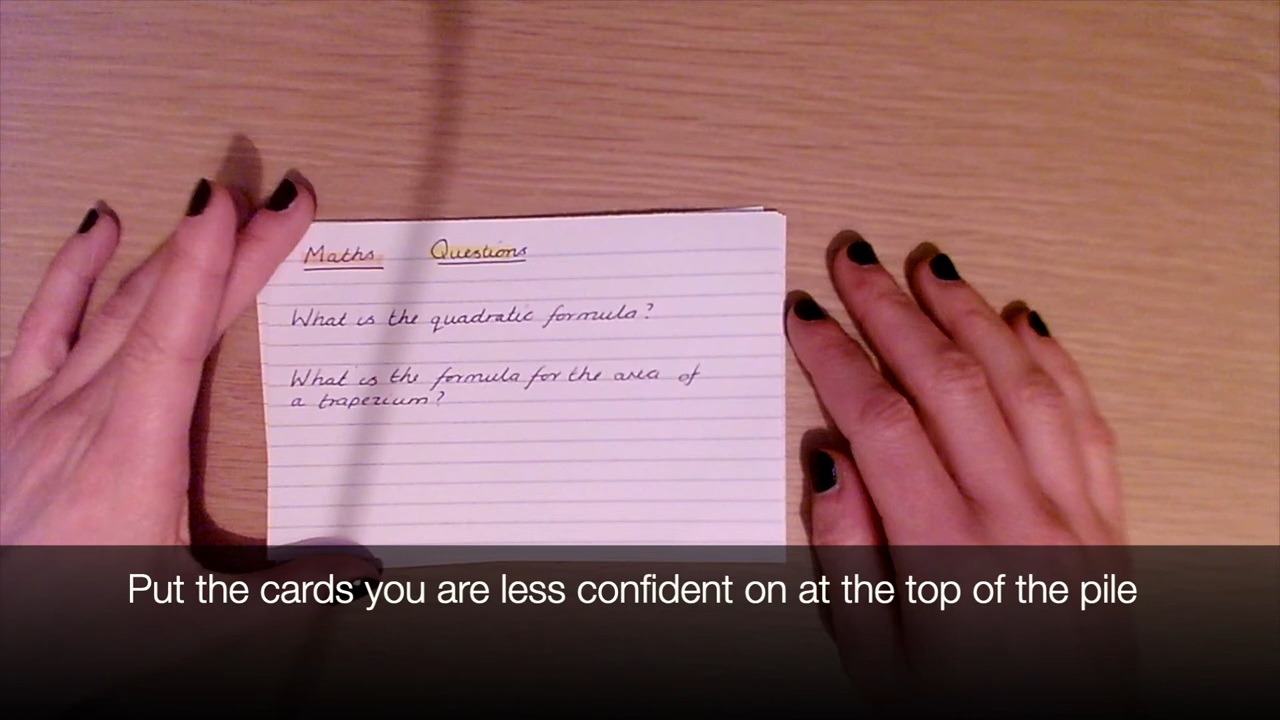 Maths Questions
What is the quadratic formula?
What is the formula for the area of
a trapezium?
Put the cards you are less confident on at the top of the pile